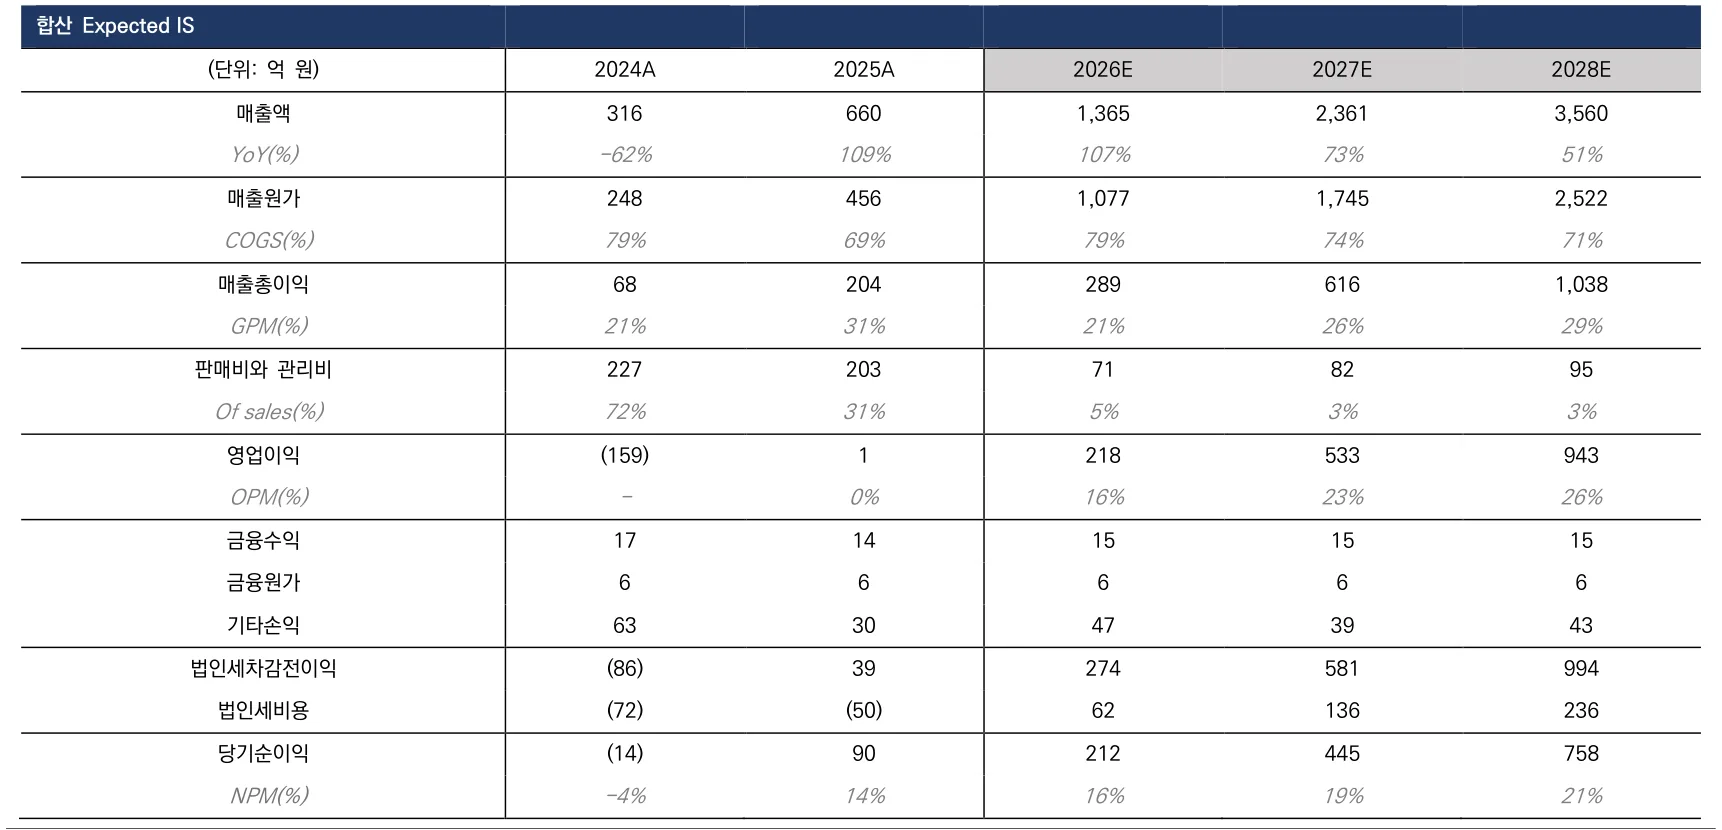 합산 Expected IS
(단위: 억 원) 2024A 2025A 2026E 2027E 2028E
매출액 316 660 1,365 2,361 3,560
YoY(%) -62% 109% 107% 73% 51%
매출원가 248 456 1,077 1,745 2,522
COGS(%) 79% 69% 79% 74% 71%
매출총이익 68 204 289 616 1,038
GPM(%) 21% 31% 21% 26% 29%
판매비와 관리비 227 203 71 82 95
Of sales(%) 72% 31% 5% 3% 3%
영업이익 (159) 1 218 533 943
OPM(%) - 0% 16% 23% 26%
금융수익 17 14 15 15 15
금융원가 6 6 6 6 6
기타손익 63 30 47 39 43
법인세차감전이익 (86) 39 274 581 994
법인세비용 (72) (50) 62 136 236
당기순이익 (14) 90 212 445 758
NPM(%) -4% 14% 16% 19% 21%